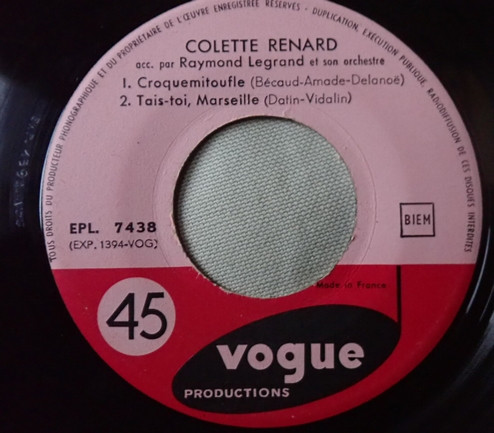 TOUS DROITS DU PRODUCTEUR PHONOGRAPHIQUE ET DU PROPRIÉTAIRE DE L'ŒUVRE ENREGISTRÉE RÉSERVÉS - DUPLICATION, EXÉCUTION PUBLIQUE, RADIODIFFUSION DE CES DISQUES INTERDITES
COLETTE RENARD
acc. par Raymond Legrand et son orchestre
1. Croquemitoufle (Bécaud-Amade-Delanoë)
2. Tais-toi, Marseille (Datin-Vidalin)
EPL. 7438
(EXP. 1394-VOG)
BIEM
Made in France
45
vogue
PRODUCTIONS